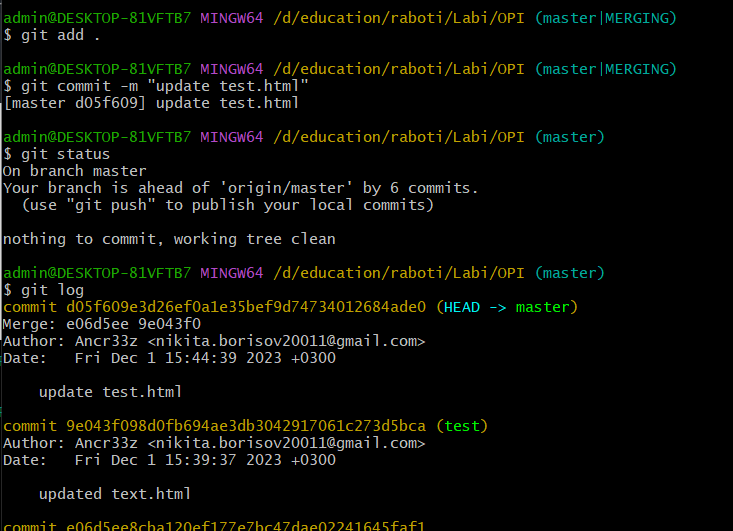 admin@DESKTOP-81VFTB7 MINGW64 /d/education/raboti/Labi/OPI (master|MERGING)
$ git add .
admin@DESKTOP-81VFTB7 MINGW64 /d/education/raboti/Labi/OPI (master|MERGING)
$ git commit -m "update test.html"
[master d05f609] update test.html
admin@DESKTOP-81VFTB7 MINGW64 /d/education/raboti/Labi/OPI (master)
$ git status
On branch master
Your branch is ahead of 'origin/master' by 6 commits.
  (use "git push" to publish your local commits)
nothing to commit, working tree clean
admin@DESKTOP-81VFTB7 MINGW64 /d/education/raboti/Labi/OPI (master)
$ git log
commit d05f609e3d26ef0a1e35bef9d74734012684ade0 (HEAD -> master)
Merge: e06d5ee 9e043f0
Author: Ancr33z <nikita.borisov20011@gmail.com>
Date:   Fri Dec 1 15:44:39 2023 +0300
    update test.html
commit 9e043f098d0fb694ae3db3042917061c273d5bca (test)
Author: Ancr33z <nikita.borisov20011@gmail.com>
Date:   Fri Dec 1 15:39:37 2023 +0300
    updated text.html
commit e06d5ee8cba120ef177e7bc47dae02241645faf1